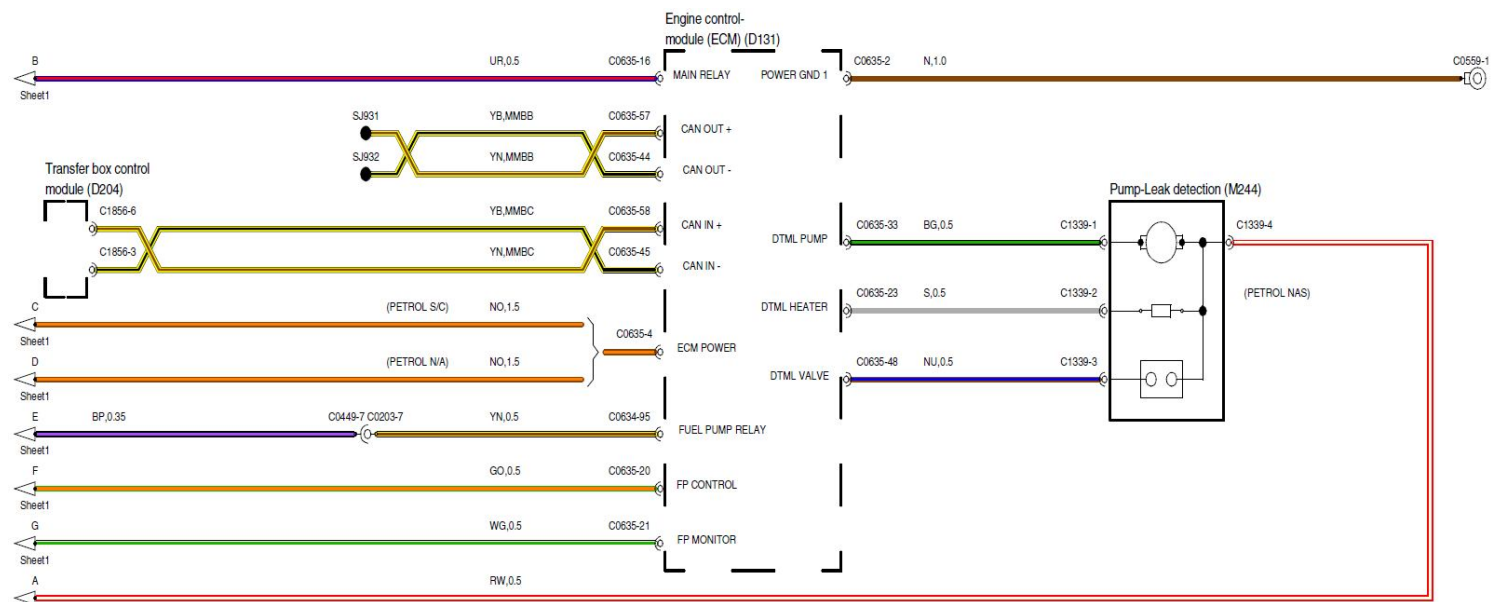 Engine control-
module (ECM) (D131)
B UR,0.5 C0635-16 MAIN RELAY POWER GND 1 C0635-2 N,1.0 C0559-1
Sheet1
SJ931 YB,MMBB C0635-57 CAN OUT +
SJ932 YN,MMBB C0635-44 CAN OUT -
Transfer box control
module (D204)
Pump-Leak detection (M244)
C1856-6 YB,MMBC C0635-58 CAN IN +
DTML PUMP C0635-33 BG,0.5 C1339-1 C1339-4
C1856-3 YN,MMBC C0635-45 CAN IN -
DTML HEATER C0635-23 S,0.5 C1339-2 (PETROL NAS)
C (PETROL S/C) NO,1.5
Sheet1
C0635-4 ECM POWER
D (PETROL N/A) NO,1.5
Sheet1
DTML VALVE C0635-48 NU,0.5 C1339-3
E BP,0.35 C0449-7 C0203-7 YN,0.5 C0634-95 FUEL PUMP RELAY
Sheet1
F GO,0.5 C0635-20 FP CONTROL
Sheet1
G WG,0.5 C0635-21 FP MONITOR
Sheet1
A RW,0.5